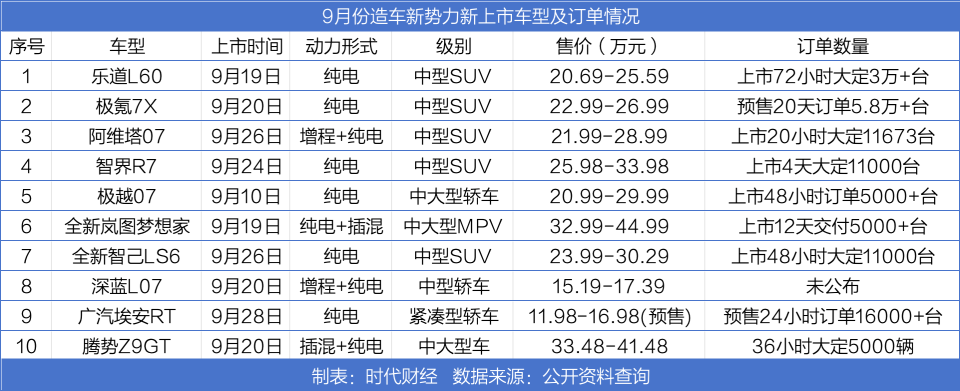 9月份造车新势力新上市车型及订单情况
序号 车型 上市时间 动力形式 级别 售价（万元） 订单数量
1 乐道L60 9月19日 纯电 中型SUV 20.69-25.59 上市72小时大定3万+台
2 极氪7X 9月20日 纯电 中型SUV 22.99-26.99 预售20天订单5.8万+台
3 阿维塔07 9月26日 增程+纯电 中型SUV 21.99-28.99 上市20小时大定11673台
4 智界R7 9月24日 纯电 中型SUV 25.98-33.98 上市4天大定11000台
5 极越07 9月10日 纯电 中大型轿车 20.99-29.99 上市48小时订单5000+台
6 全新岚图梦想家 9月19日 纯电+插混 中大型MPV 32.99-44.99 上市12天交付5000+台
7 全新智己LS6 9月26日 纯电 中型SUV 23.99-30.29 上市48小时大定11000台
8 深蓝L07 9月20日 增程+纯电 中型轿车 15.19-17.39 未公布
9 广汽埃安RT 9月28日 纯电 紧凑型轿车 11.98-16.98(预售) 预售24小时订单16000+台
10 腾势Z9GT 9月20日 插混+纯电 中大型车 33.48-41.48 36小时大定5000辆
制表：时代财经 数据来源：公开资料查询